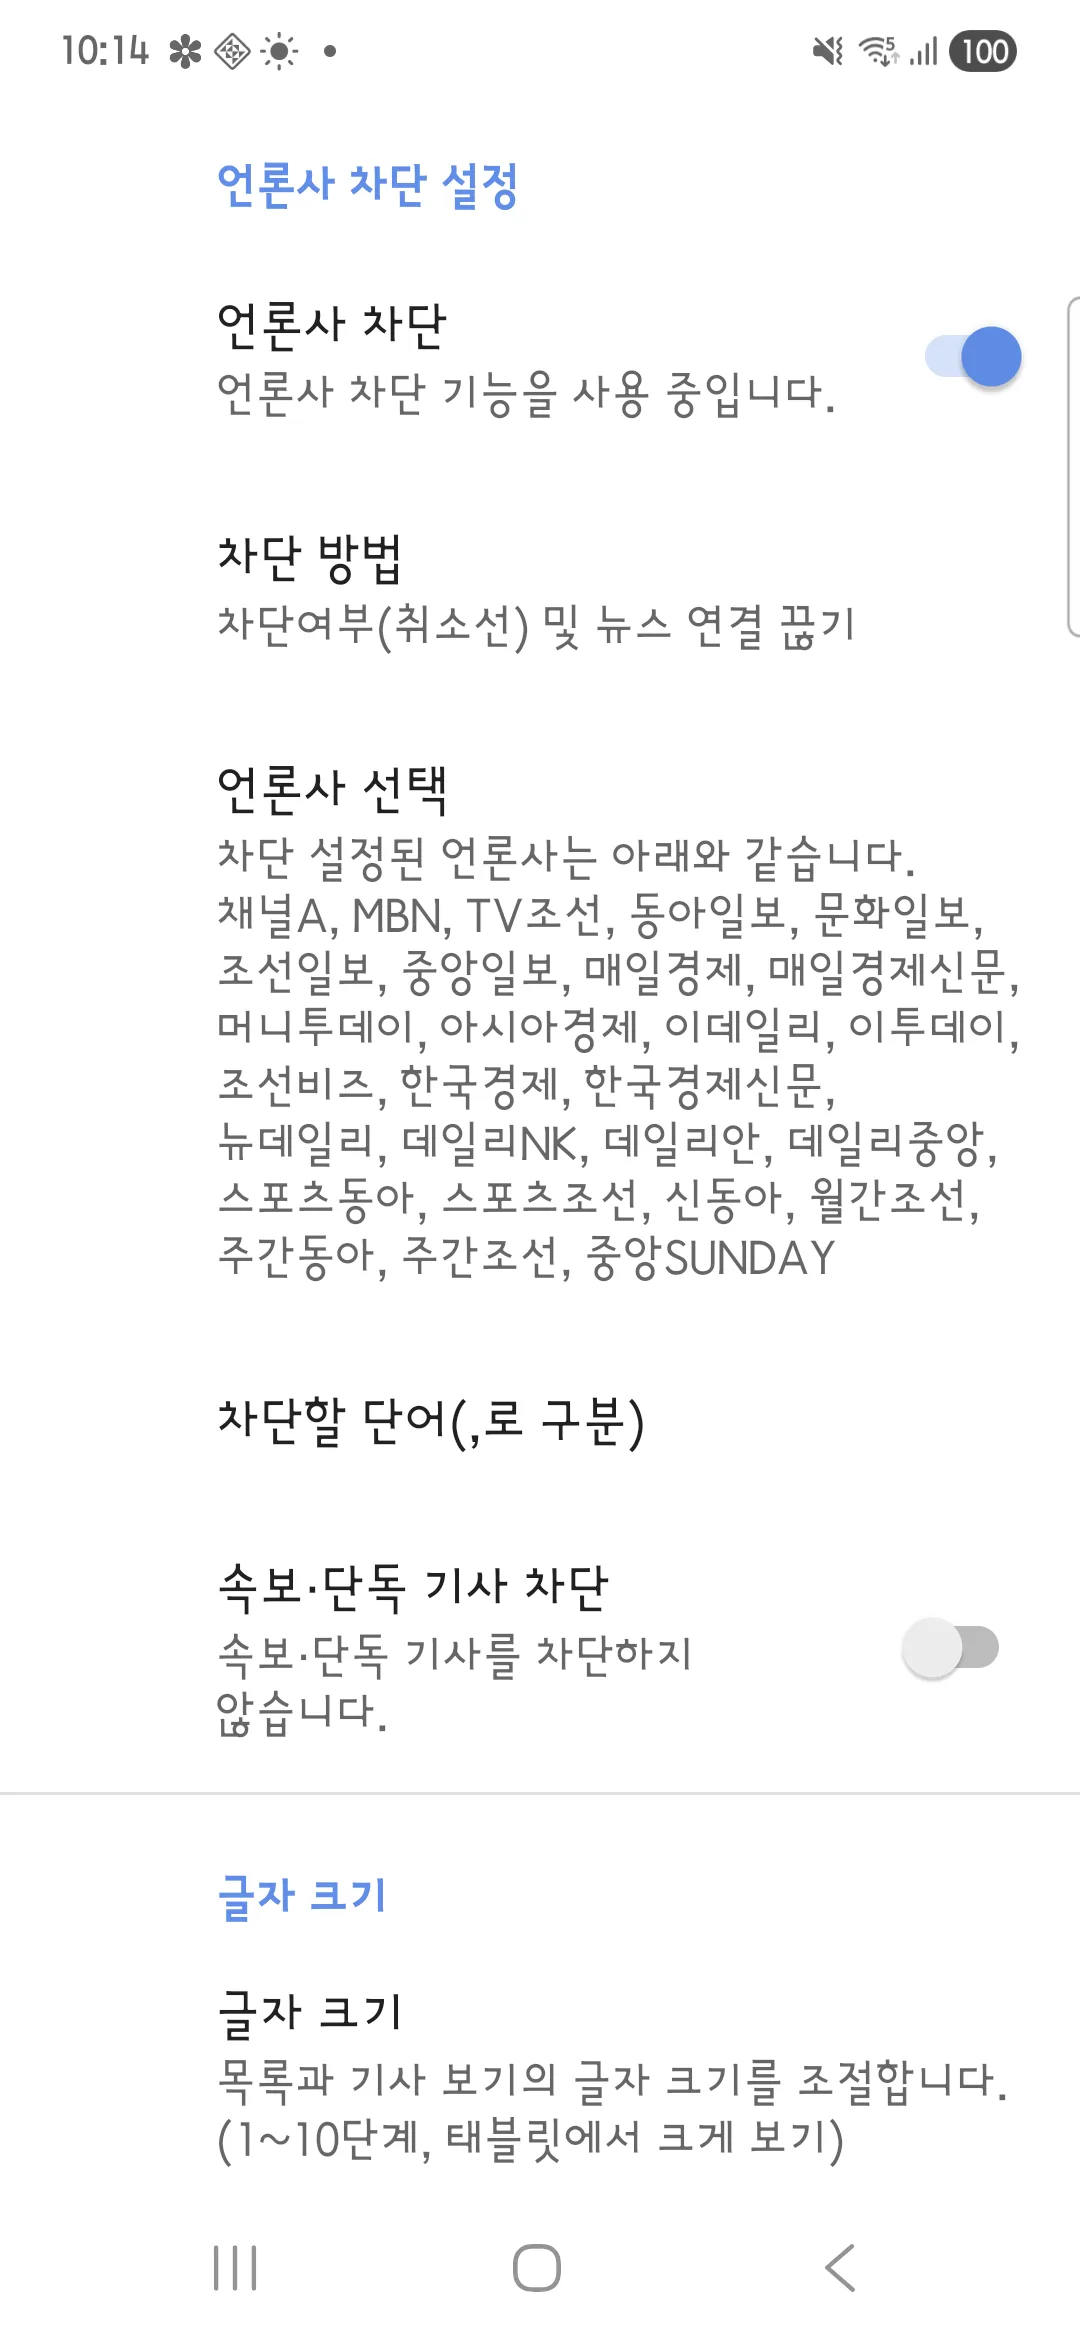 10:14
5
100
언론사 차단 설정
언론사 차단
언론사 차단 기능을 사용 중입니다.
차단 방법
차단여부(취소선) 및 뉴스 연결 끊기
언론사 선택
차단 설정된 언론사는 아래와 같습니다.
채널A, MBN, TV조선, 동아일보, 문화일보,
조선일보, 중앙일보, 매일경제, 매일경제신문,
머니투데이, 아시아경제, 이데일리, 이투데이,
조선비즈, 한국경제, 한국경제신문,
뉴데일리, 데일리NK, 데일리안, 데일리중앙,
스포츠동아, 스포츠조선, 신동아, 월간조선,
주간동아, 주간조선, 중앙SUNDAY
차단할 단어(,로 구분)
속보·단독 기사 차단
속보·단독 기사를 차단하지
않습니다.
글자 크기
글자 크기
목록과 기사 보기의 글자 크기를 조절합니다.
(1~10단계, 태블릿에서 크게 보기)